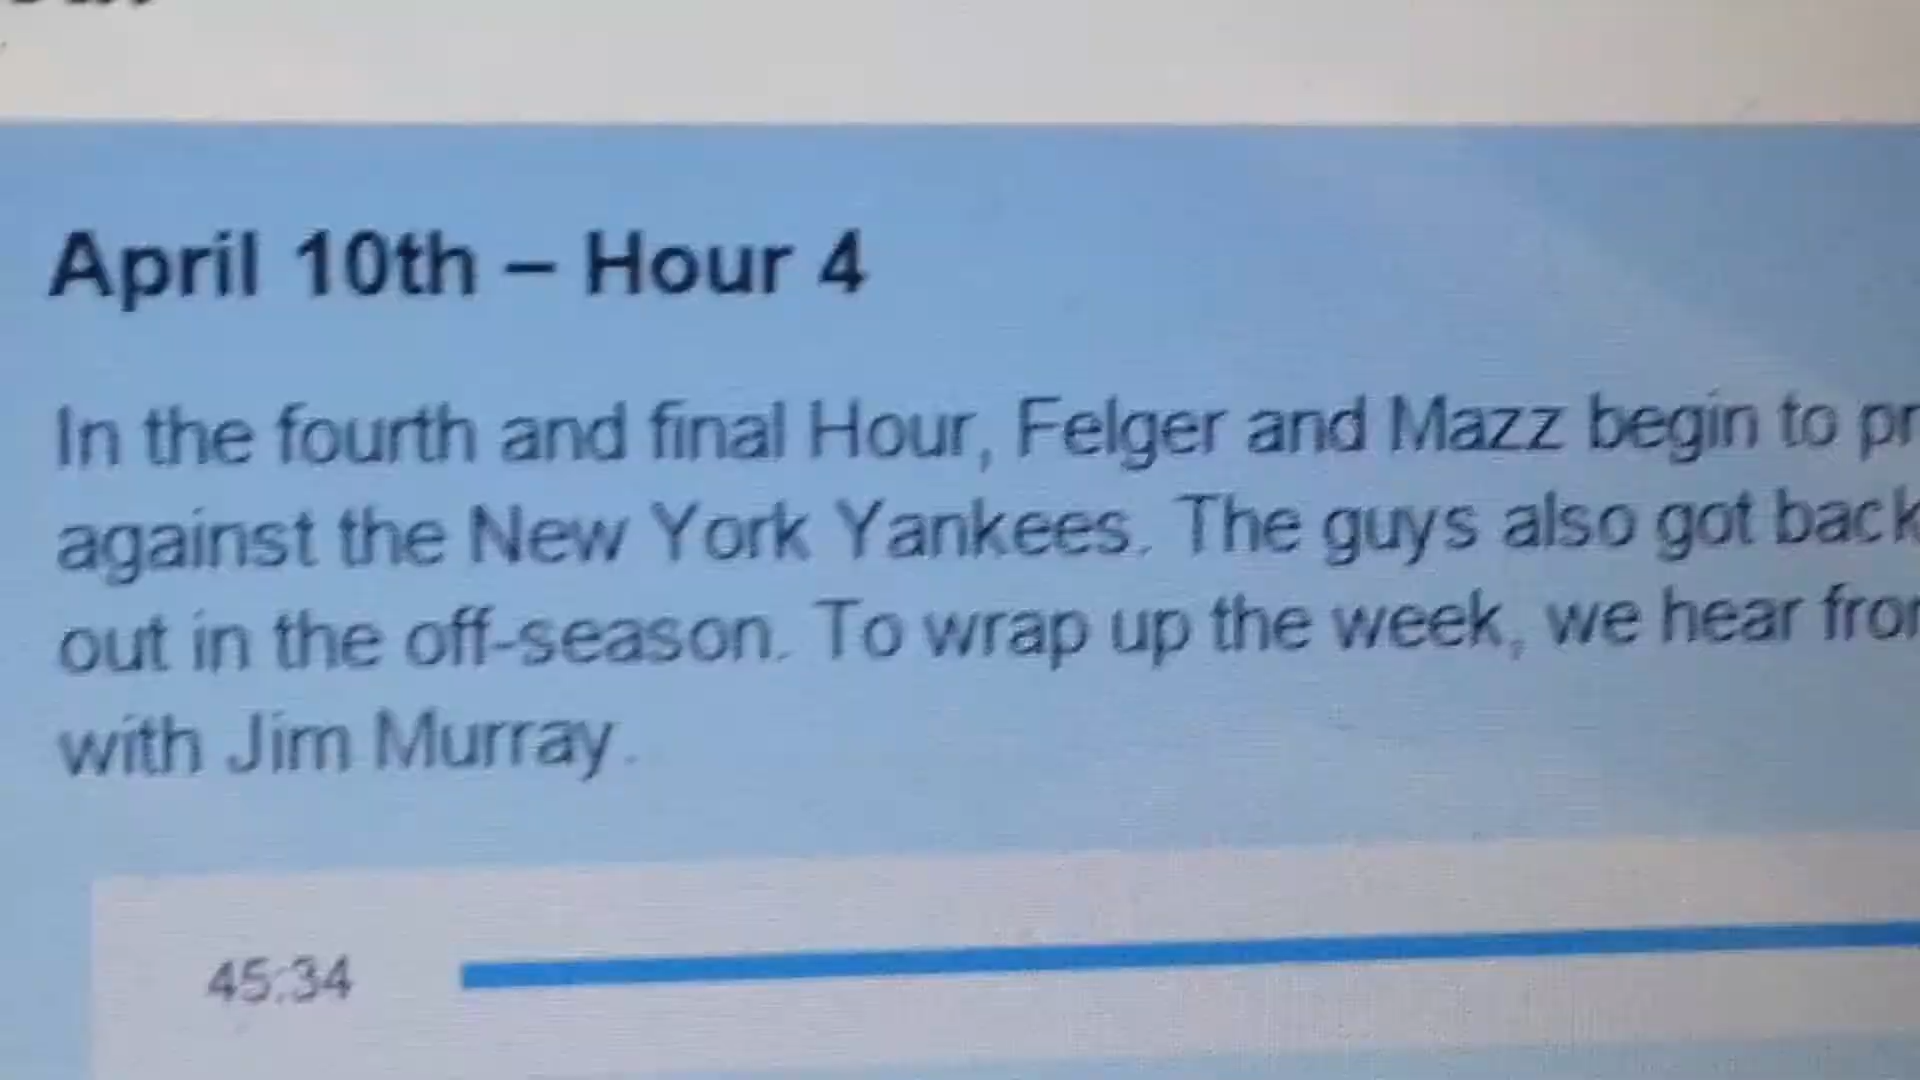 April 10th – Hour 4
In the fourth and final Hour, Felger and Mazz begin to
against the New York Yankees. The guys also got back
out in the off-season. To wrap up the week, we hear
with Jim Murray.
45:34